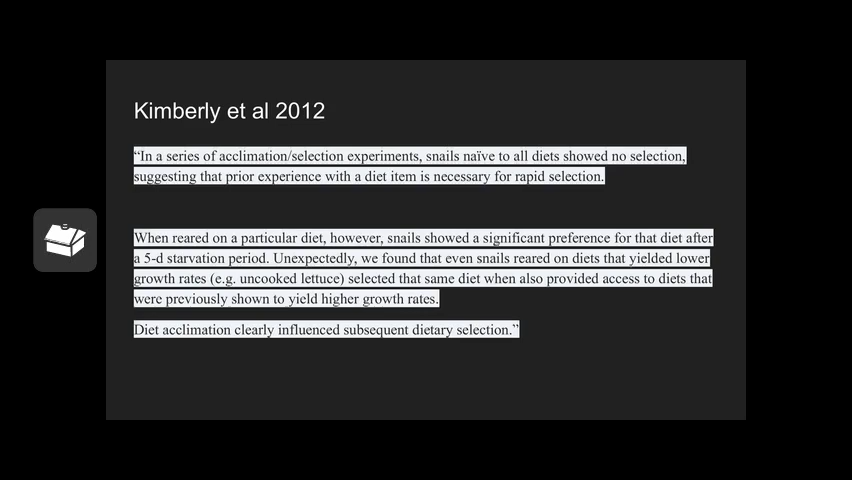 Kimberly et al 2012
“In a series of acclimation/selection experiments, snails naïve to all diets showed no selection,
suggesting that prior experience with a diet item is necessary for rapid selection.
When reared on a particular diet, however, snails showed a significant preference for that diet after
a 5-d starvation period. Unexpectedly, we found that even snails reared on diets that yielded lower
growth rates (e.g. uncooked lettuce) selected that same diet when also provided access to diets that
were previously shown to yield higher growth rates.
Diet acclimation clearly influenced subsequent dietary selection.”